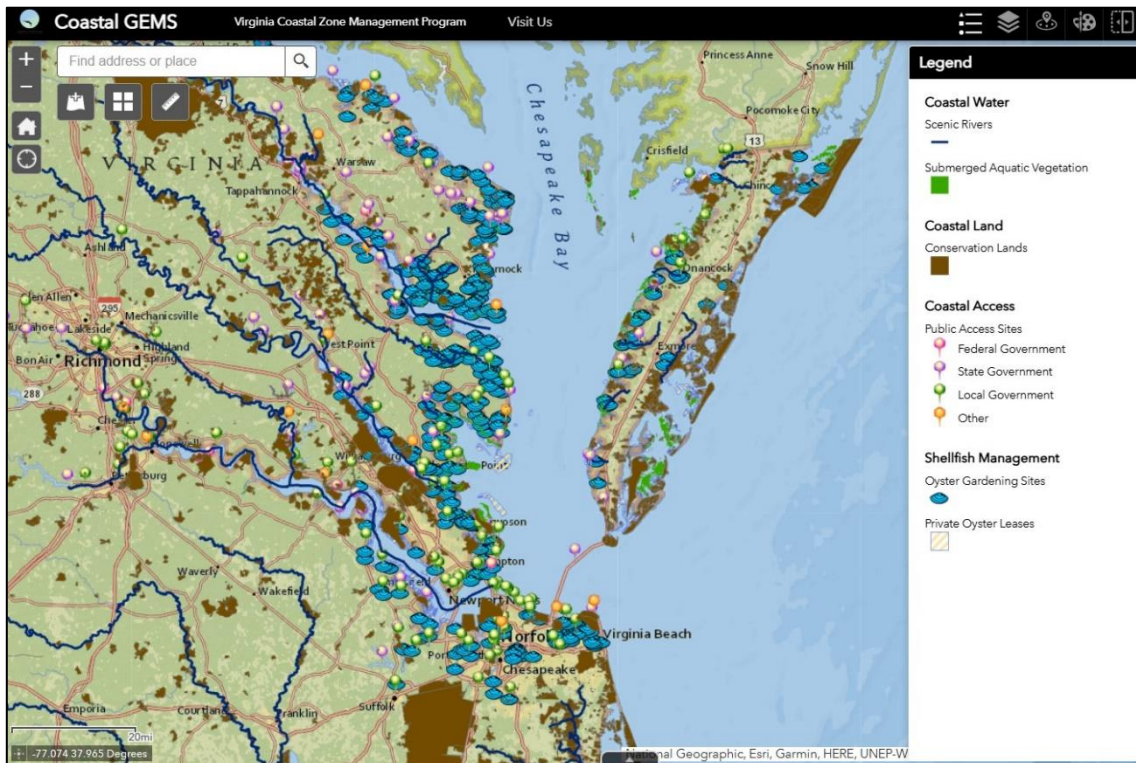 Coastal GEMS
Virginia Coastal Zone Management Program
Visit Us
+
−
Find address or place
Chesapeake Bay
VIRGINIA
Princess Anne
Snow Hill
Pocomoke City
Crisfield
13
Warsaw
Tappahannock
Ashland
Onancock
295
Mechanicsville
Lakeside
Highland
Springs
West Point
Exmore
Bon Air
Richmond
288
Chester
Waverly
Wakefield
Newport News
Norfolk
Virginia Beach
Chesapeake
Suffolk
Emporia
Courtland
Franklin
20mi
-77.074 37.965 Degrees
National Geographic, Esri, Garmin, HERE, UNEP-W
Legend
Coastal Water
Scenic Rivers
Submerged Aquatic Vegetation
Coastal Land
Conservation Lands
Coastal Access
Public Access Sites
Federal Government
State Government
Local Government
Other
Shellfish Management
Oyster Gardening Sites
Private Oyster Leases